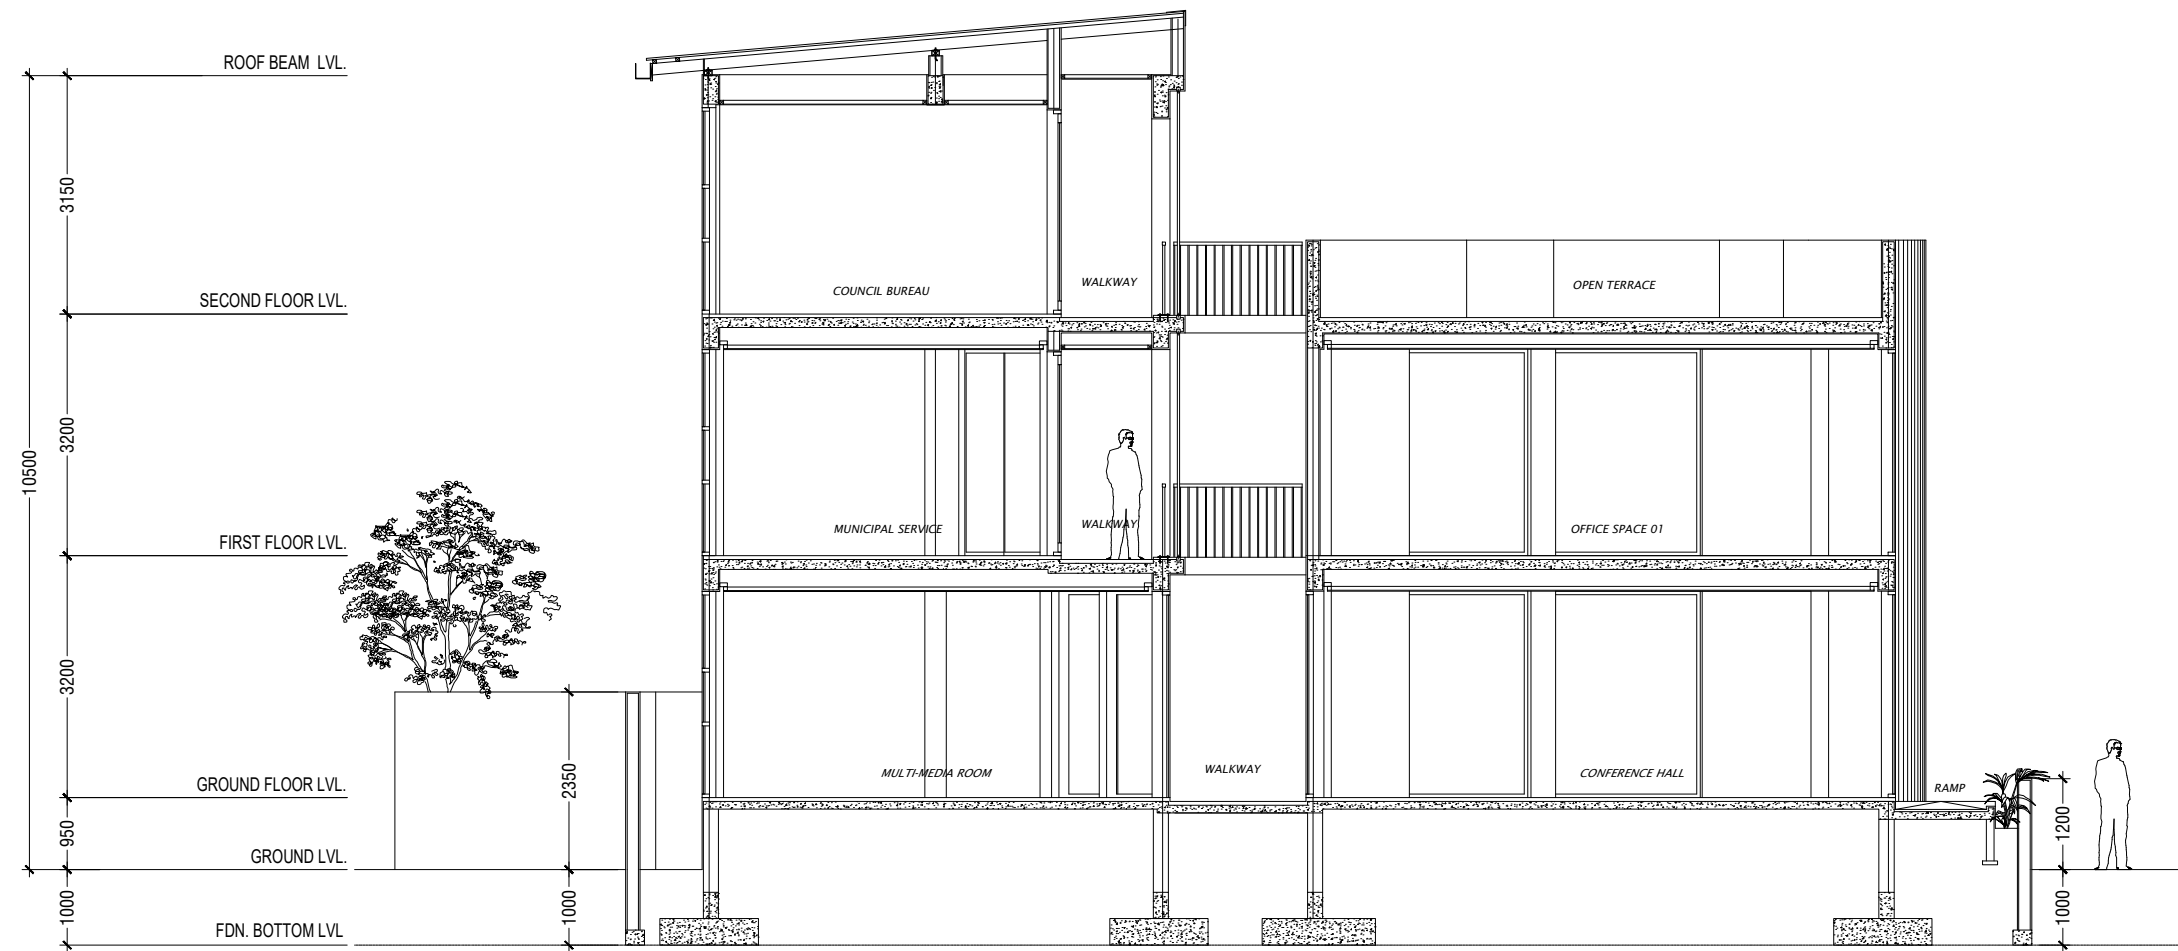 ROOF BEAM LVL.
3150
COUNCIL BUREAU
WALKWAY
OPEN TERRACE
SECOND FLOOR LVL.
3200
10500
MUNICIPAL SERVICE
WALKWAY
OFFICE SPACE 01
FIRST FLOOR LVL.
3200
MULTI-MEDIA ROOM
WALKWAY
CONFERENCE HALL
GROUND FLOOR LVL.
2350
RAMP
950
1200
GROUND LVL.
1000
1000
1000
FDN. BOTTOM LVL